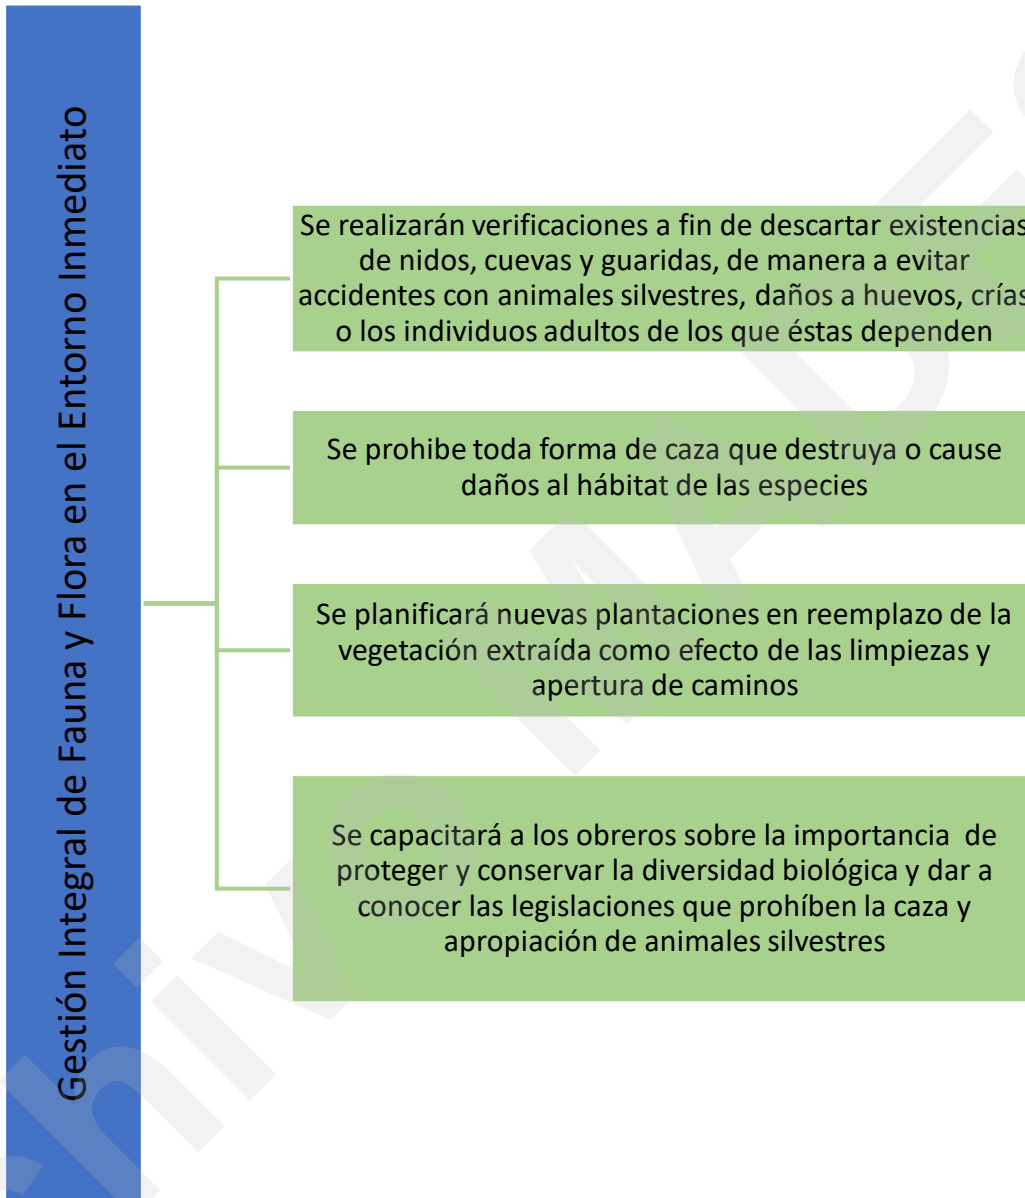 Gestión Integral de Fauna y Flora en el Entorno Inmediato
Se realizarán verificaciones a fin de descartar existencias
de nidos, cuevas y guaridas, de manera a evitar
accidentes con animales silvestres, daños a huevos, crías
o los individuos adultos de los que éstas dependen
Se prohibe toda forma de caza que destruya o cause
daños al hábitat de las especies
Se planificará nuevas plantaciones en reemplazo de la
vegetación extraída como efecto de las limpiezas y
apertura de caminos
Se capacitará a los obreros sobre la importancia  de
proteger y conservar la diversidad biológica y dar a
conocer las legislaciones que prohíben la caza y
apropiación de animales silvestres